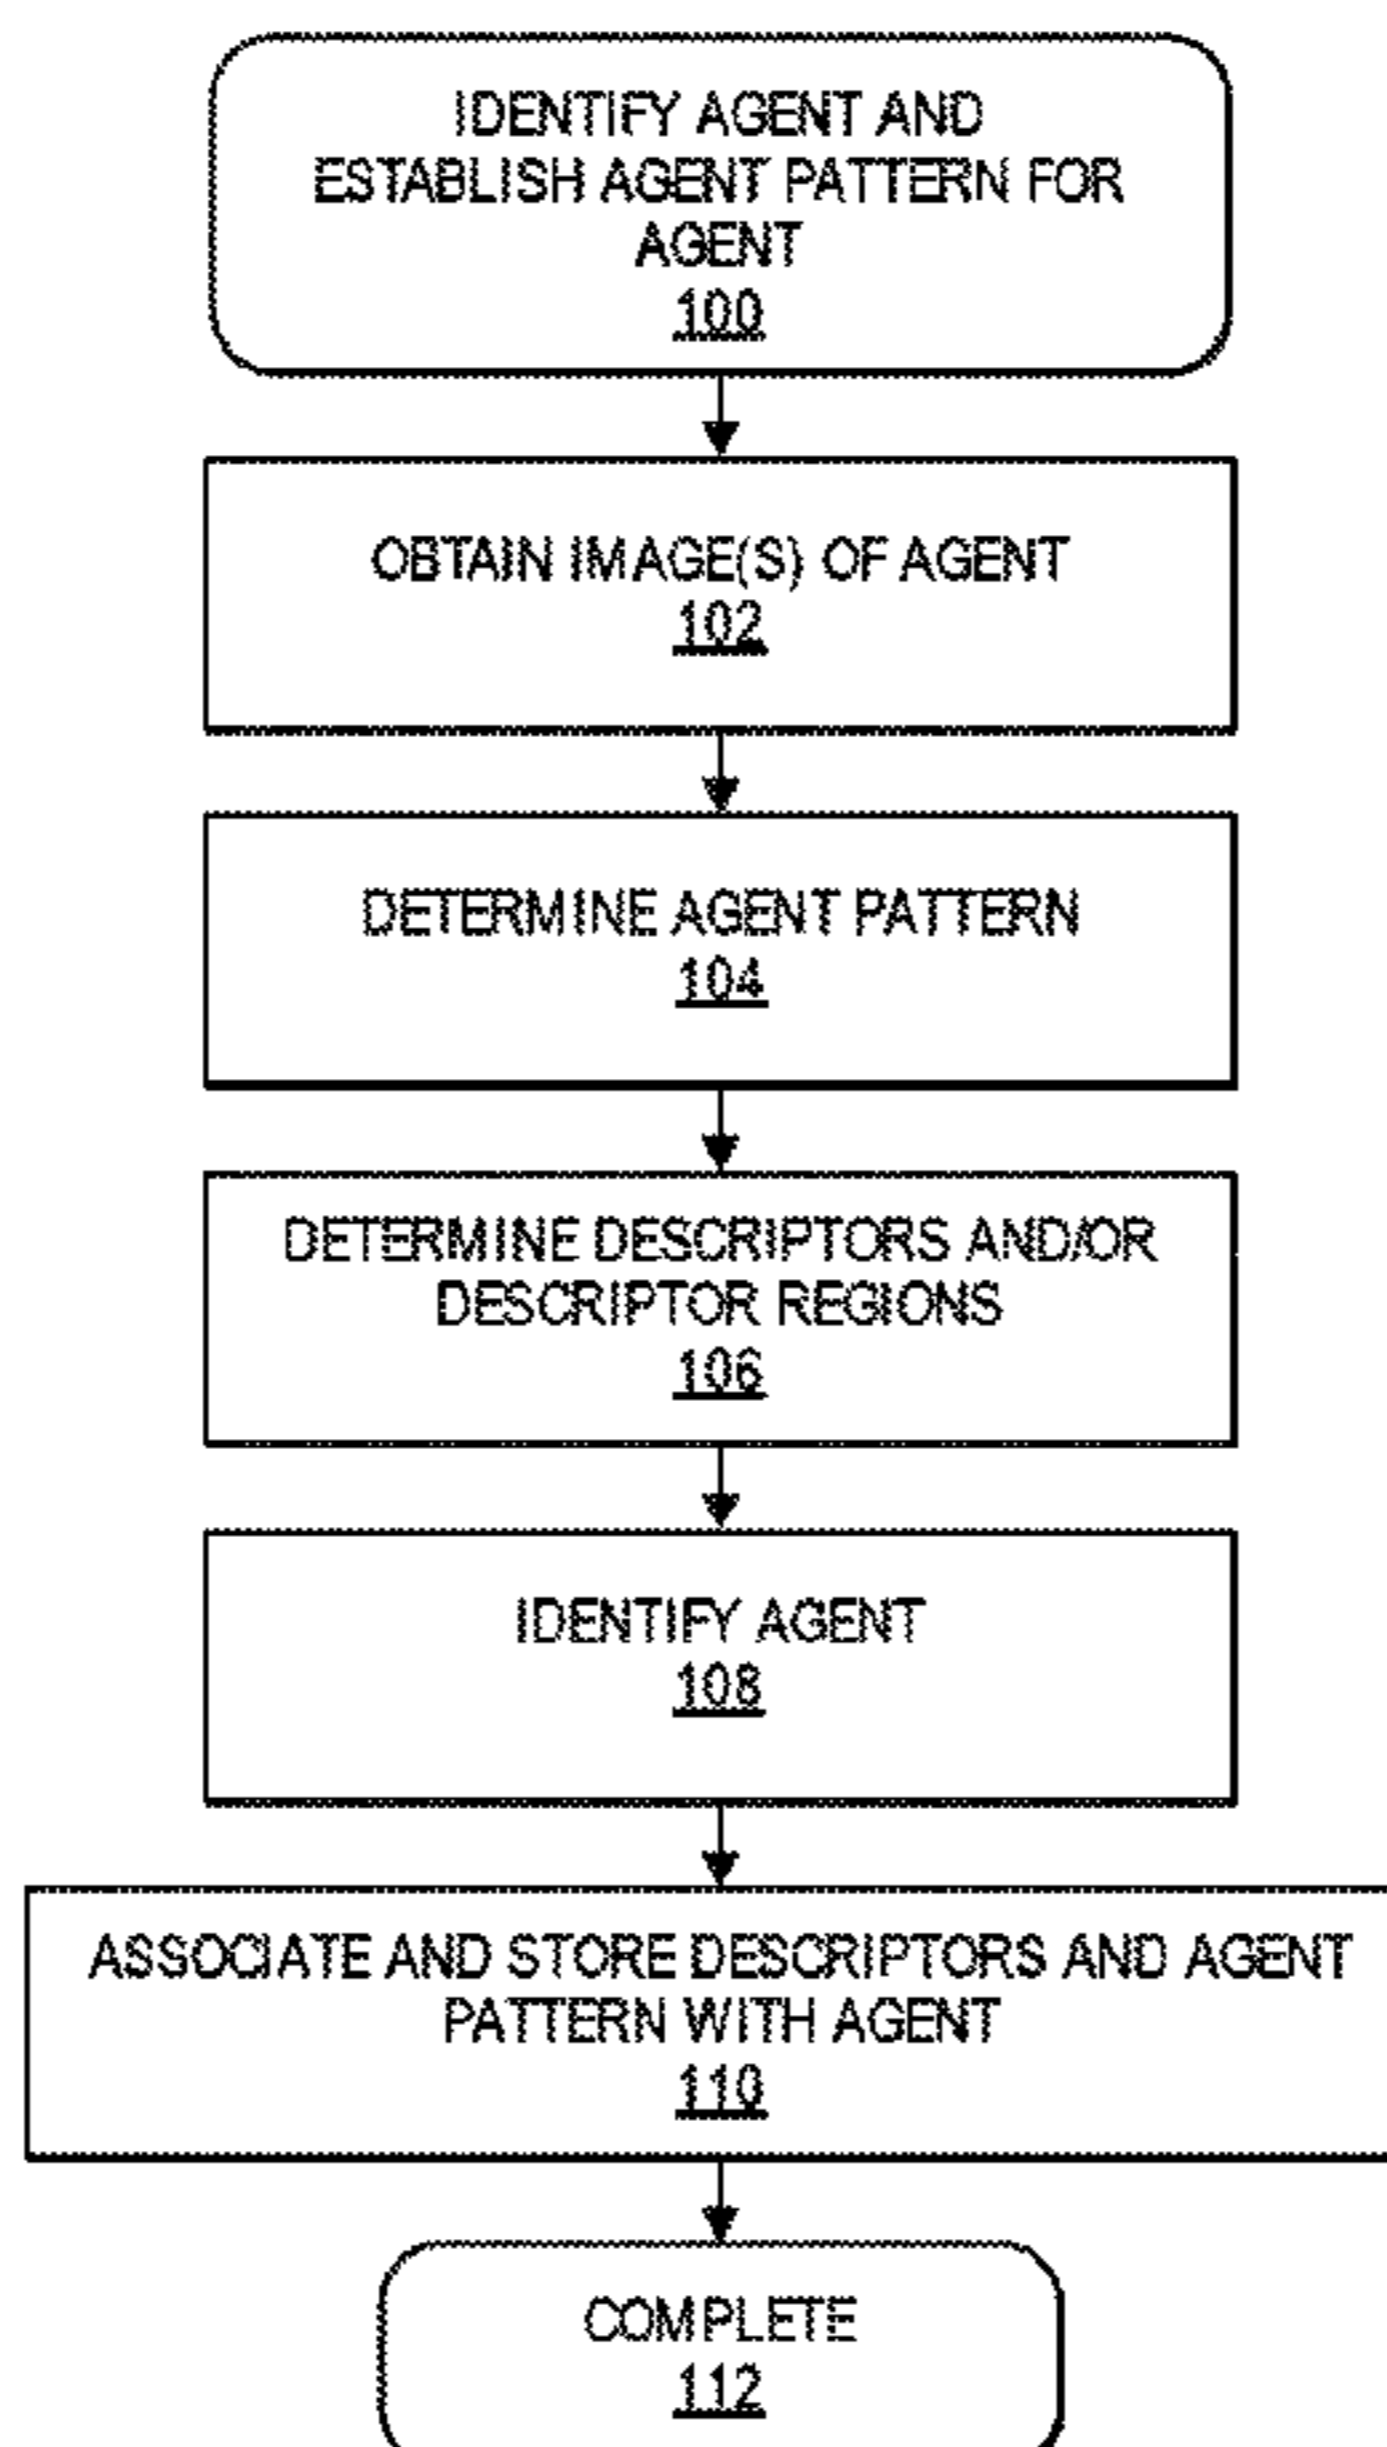 IDENTIFY AGENT AND
ESTABLISH AGENT PATTERN FOR
AGENT
100
OBTAIN IMAGE(S) OF AGENT
102
DETERMINE AGENT PATTERN
104
DETERMINE DESCRIPTORS AND/OR
DESCRIPTOR REGIONS
106
IDENTIFY AGENT
108
ASSOCIATE AND STORE DESCRIPTORS AND AGENT
PATTERN WITH AGENT
110
COMPLETE
112